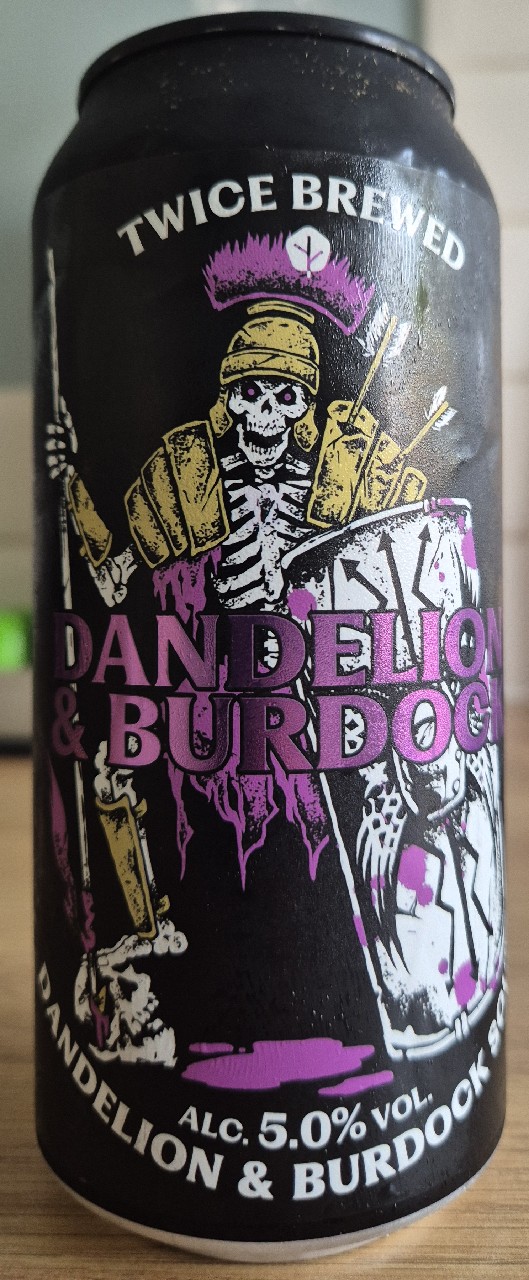 TWICE BREWED
DANDELION
& BURDOCK
ALC. 5.0% VOL.
DANDELION & BURDOCK